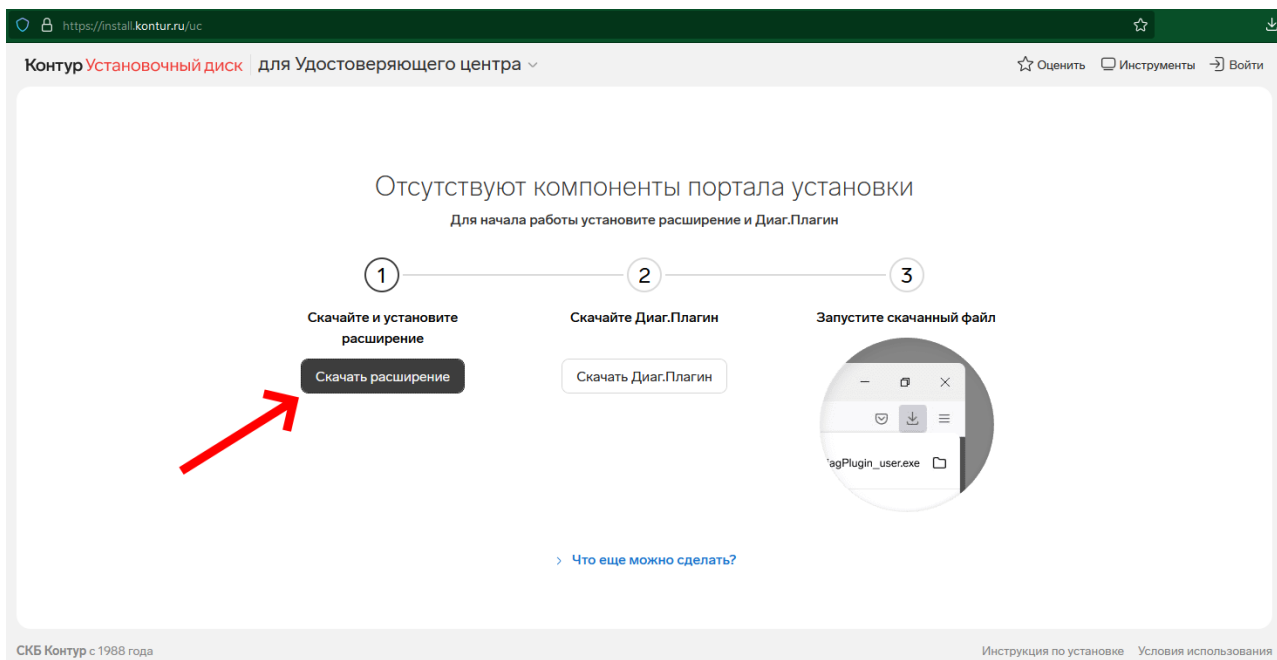 https://install.kontur.ru/uc
Контур Установочный диск для Удостоверяющего центра
Оценить Инструменты Войти
Отсутствуют компоненты портала установки
Для начала работы установите расширение и Диаг.Плагин
1 2 3
Скачайте и установите
расширение
Скачать расширение
Скачайте Диаг.Плагин
Скачать Диаг.Плагин
Запустите скачанный файл
agPlugin_user.exe
Что еще можно сделать?
СКБ Контур с 1988 года
Инструкция по установке Условия использования